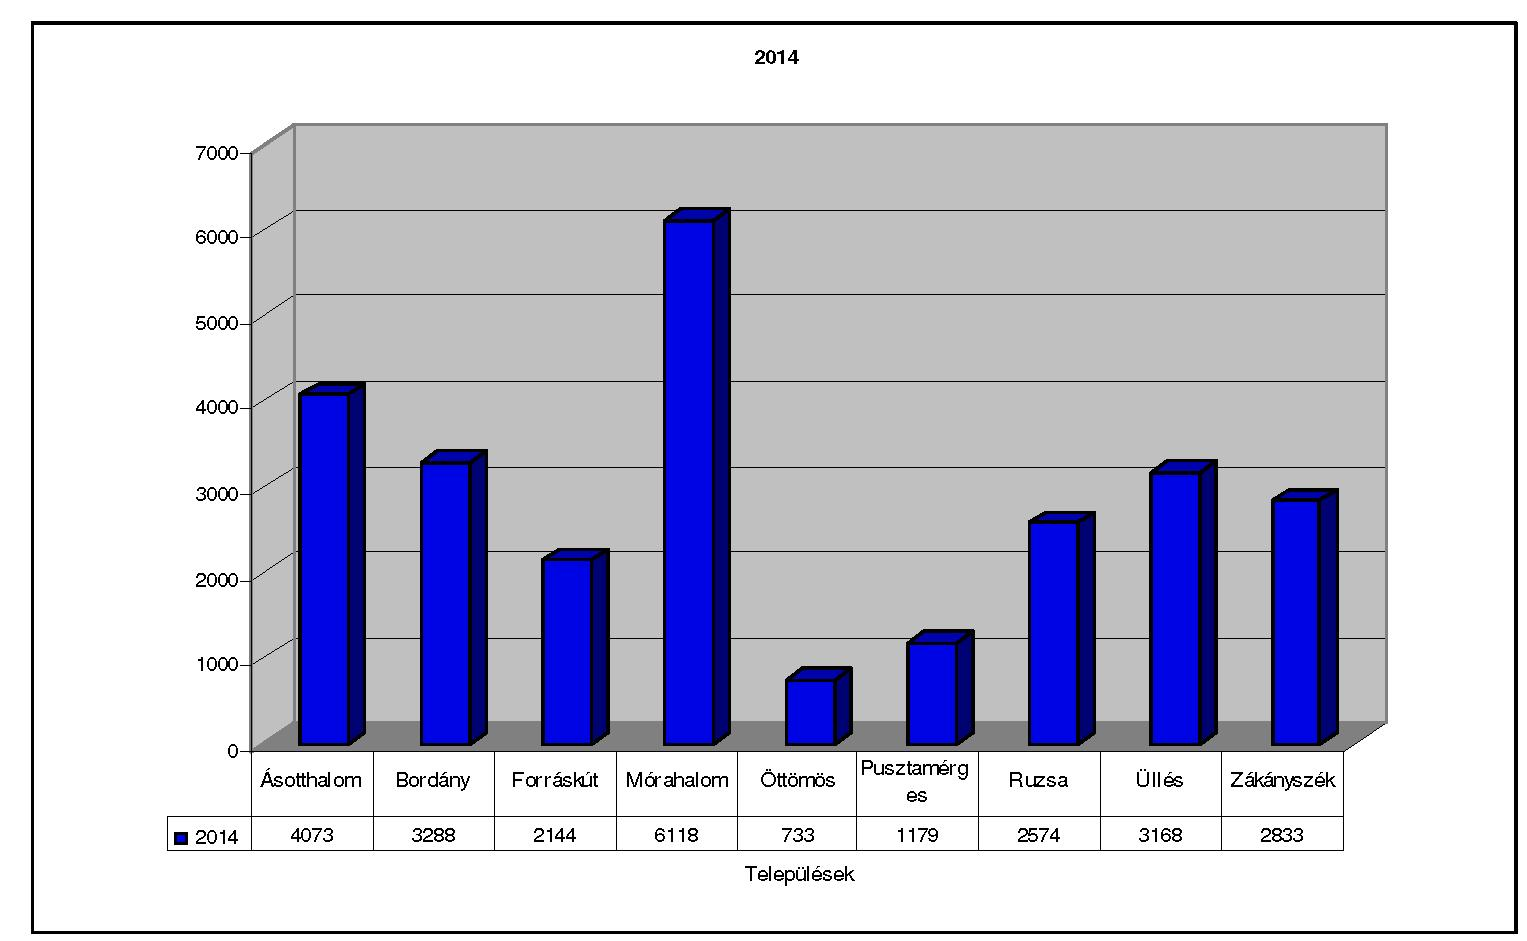 2014
7000
6000
5000
4000
3000
2000
1000
0
Ásotthalom Bordány Forráskút Mórahalom Öttömös Pusztamérg Ruzsa Üllés Zákányszék
es
2014 4073 3288 2144 6118 733 1179 2574 3168 2833
Települések